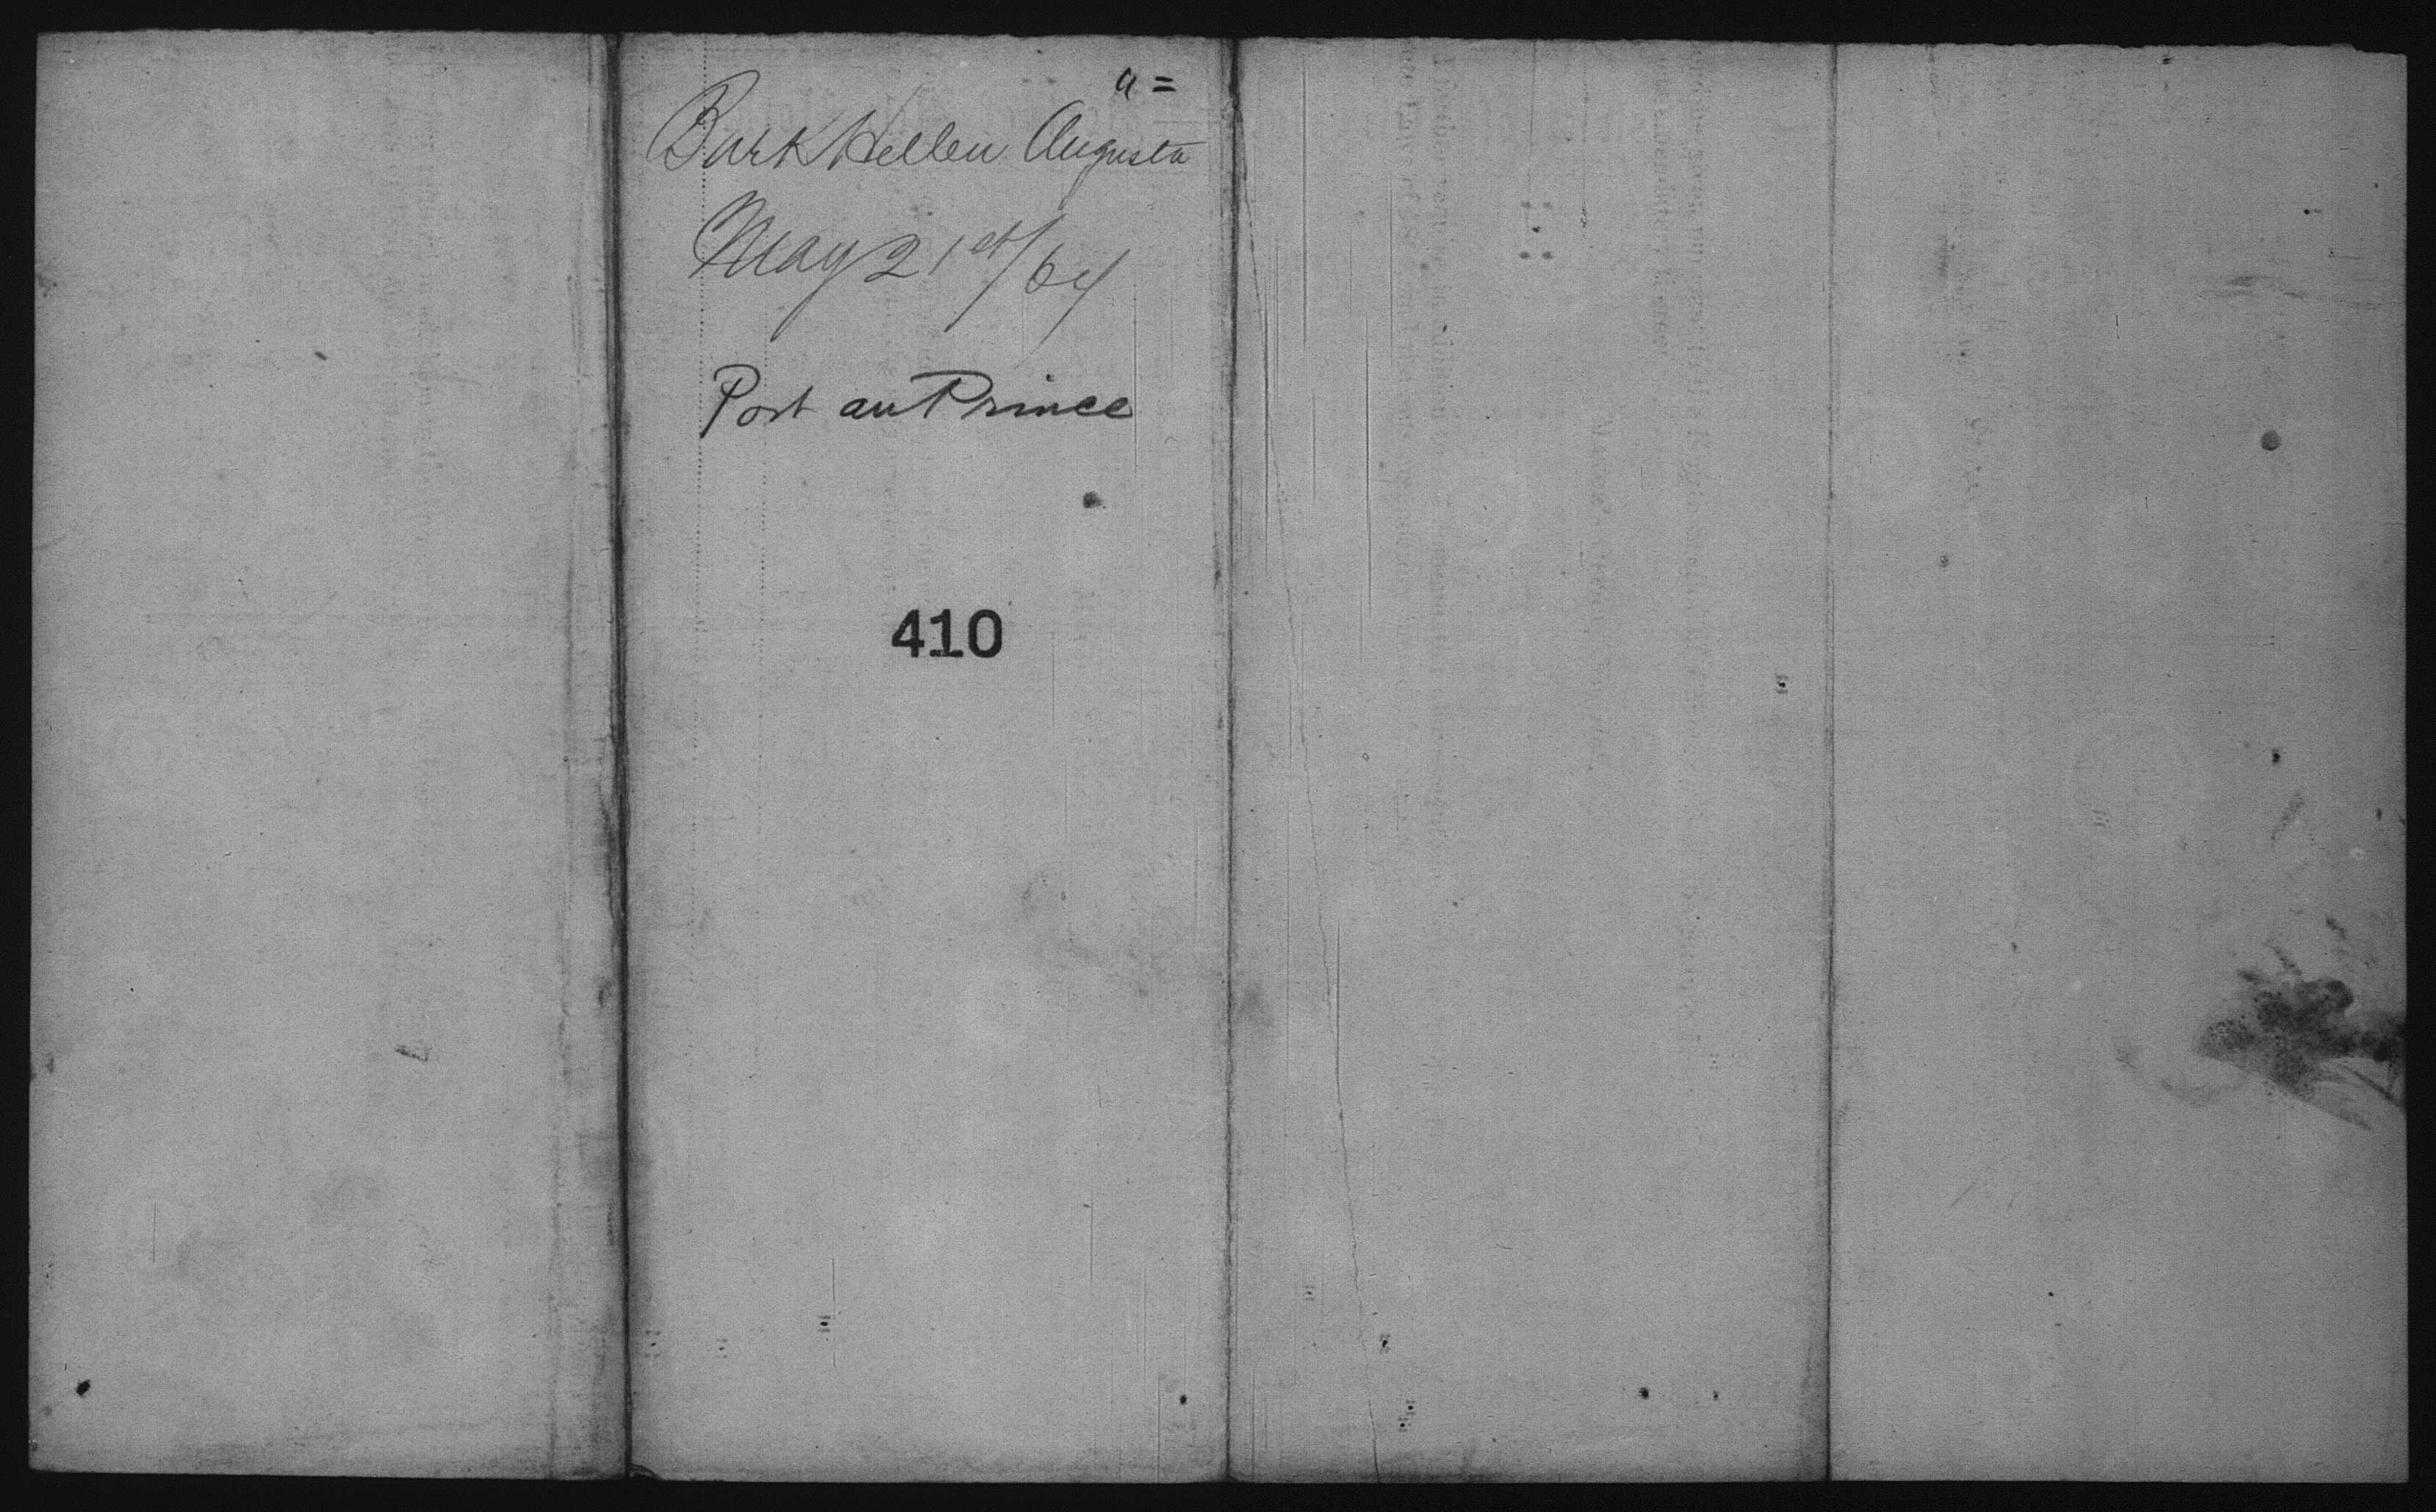 a =
Bark Hellen Augusta
May 21st/64
Port au Prince
410